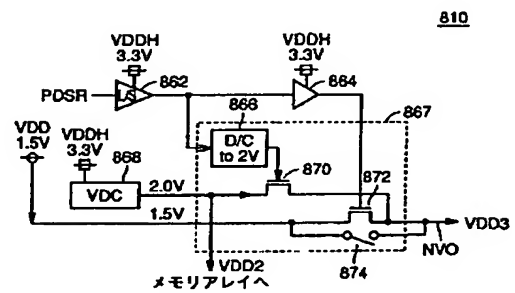 810
VDDH
3.3V
862
VDDH
3.3V
864
PDSR
L/S
866
867
VDD
1.5V
VDDH
3.3V
868
D/C
to 2V
870
VDC
2.0V
872
1.5V
VDD3
NVO
874
VDD2
メモリアレイへ